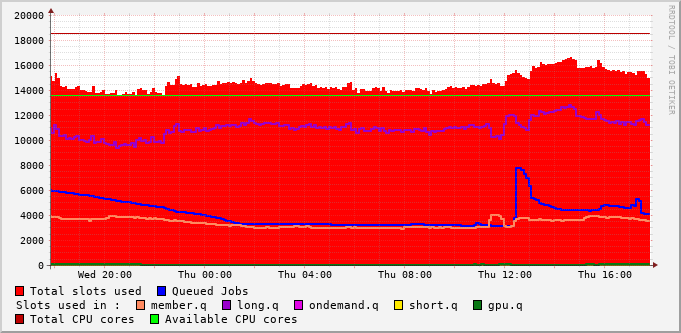 20000
18000
16000
14000
12000
10000
8000
6000
4000
2000
0
Wed 20:00 Thu 00:00 Thu 04:00 Thu 08:00 Thu 12:00 Thu 16:00
RRDTOOL / TOBI OETIKER
Total slots used Queued Jobs
Slots used in : member.q long.q ondemand.q short.q gpu.q
Total CPU cores Available CPU cores